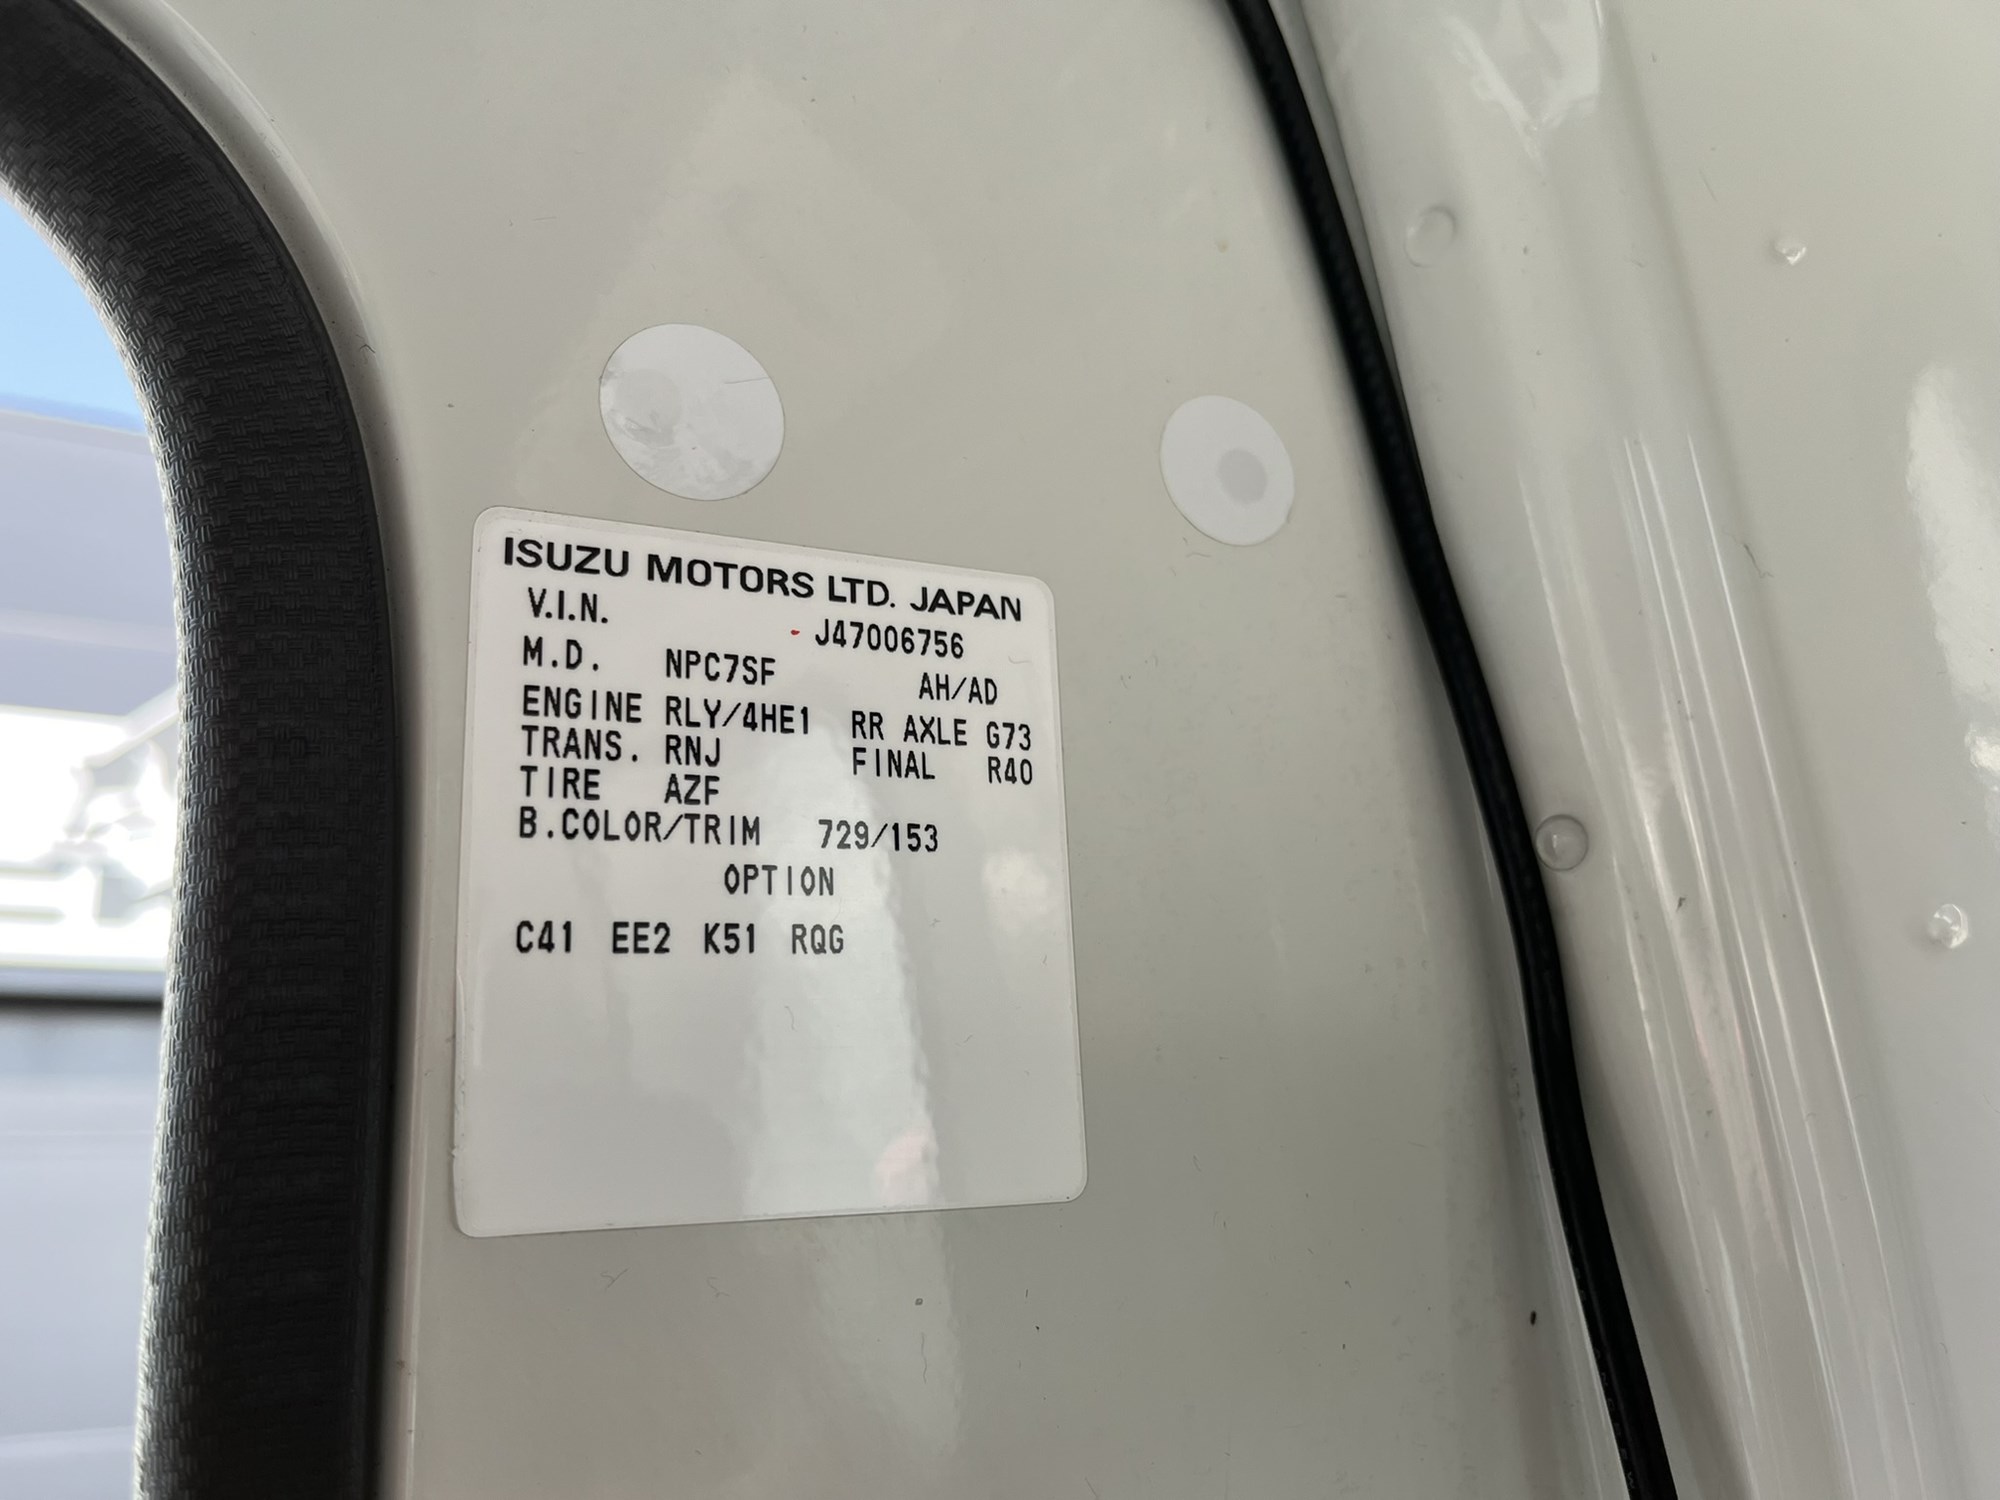 ISUZU MOTORS LTD. JAPAN
V.I.N. J47006756
M.D. NPC7SF AH/AD
ENGINE RLY/4HE1 RR AXLE G73
TRANS. RNJ FINAL R40
TIRE AZF
B.COLOR/TRIM 729/153
OPTION
C41 EE2 K51 RQG